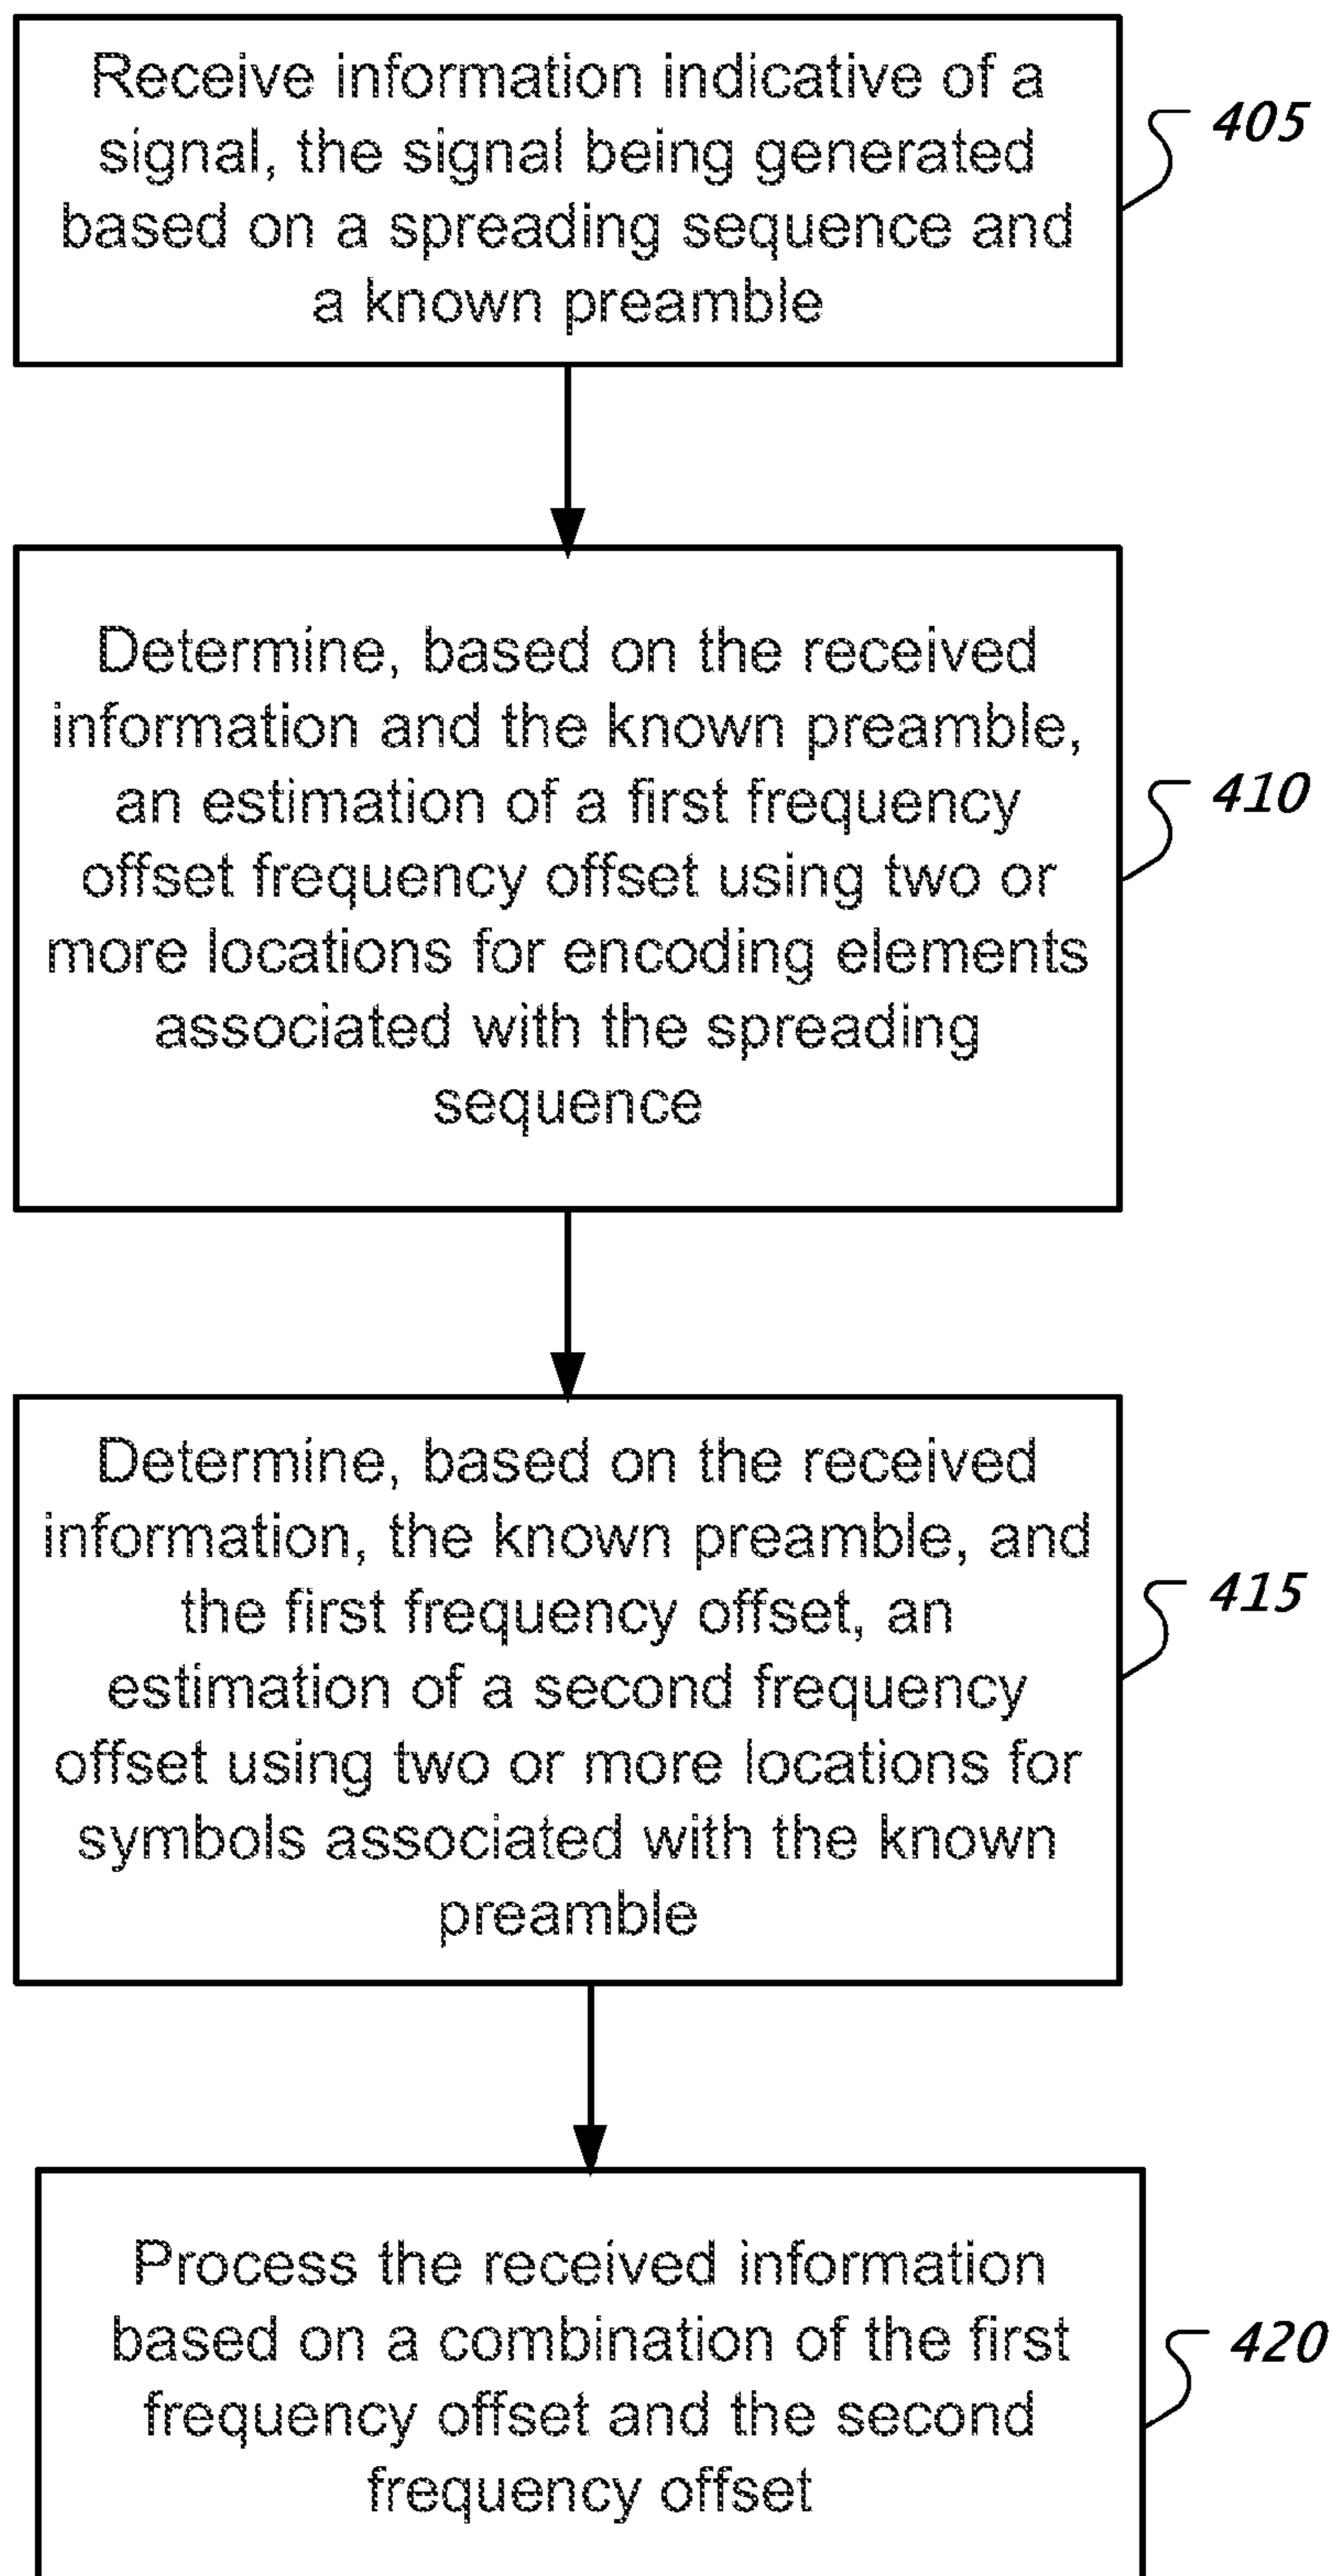 Receive information indicative of a
signal, the signal being generated
based on a spreading sequence and
a known preamble
405
Determine, based on the received
information and the known preamble,
an estimation of a first frequency
offset frequency offset using two or
more locations for encoding elements
associated with the spreading
sequence
410
Determine, based on the received
information, the known preamble, and
the first frequency offset, an
estimation of a second frequency
offset using two or more locations for
symbols associated with the known
preamble
415
Process the received information
based on a combination of the first
frequency offset and the second
frequency offset
420